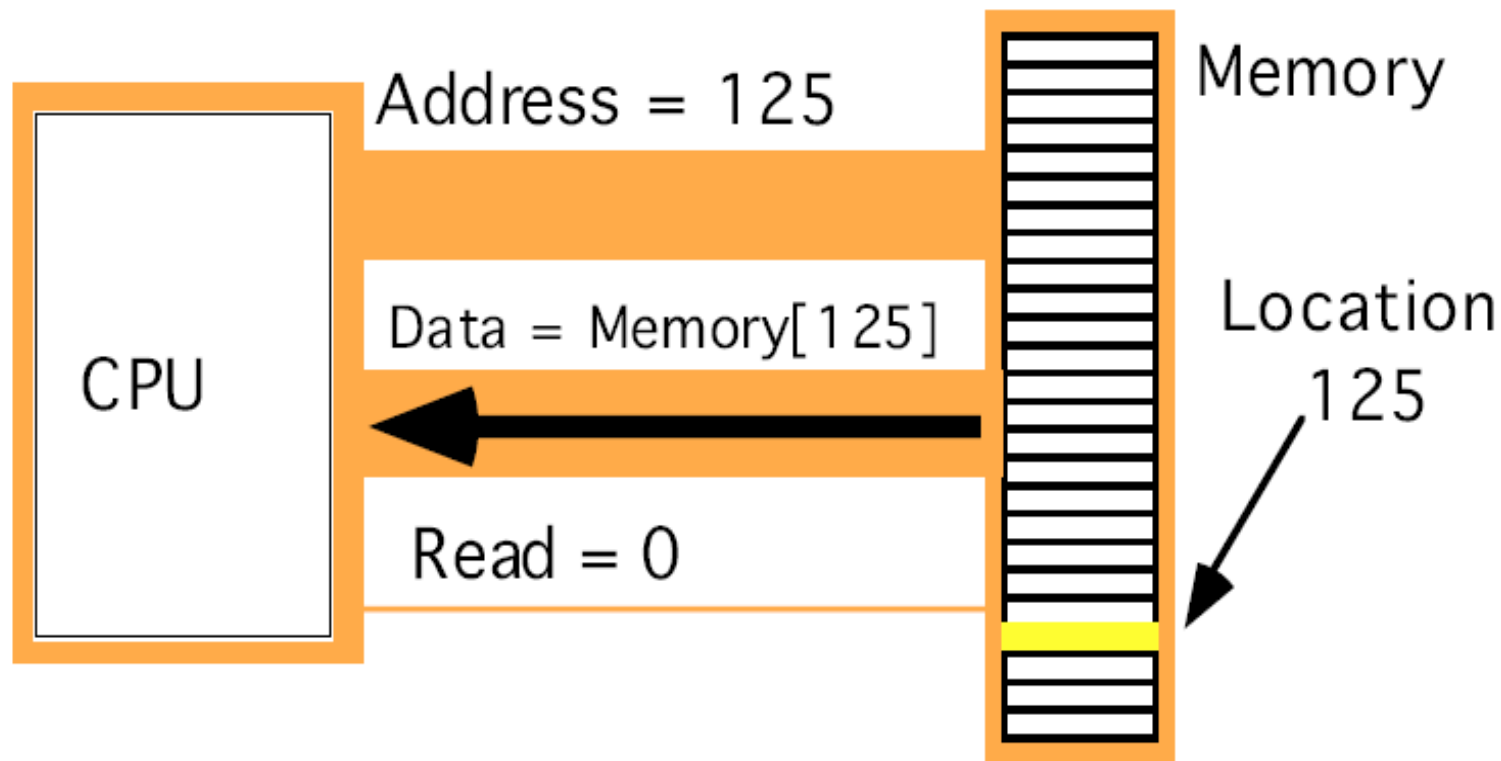 Address = 125
Memory
Data = Memory[125]
Location
125
CPU
Read = 0